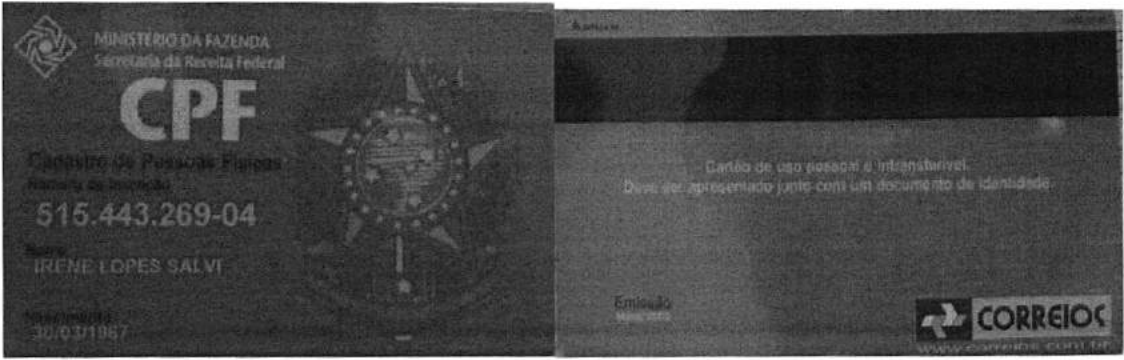 MINISTÉRIO DA FAZENDA
Secretaria da Receita Federal
CPF
Cadastro de Pessoas Físicas
Número de Inscrição
515.443.269-04
Nome
IRENE LOPES SALVI
Nascimento
30/03/1967
Cartão de uso pessoal e intransferível.
Deve ser apresentado junto com um documento de identidade.
Emissão
CORREIOS
www.correios.com.br